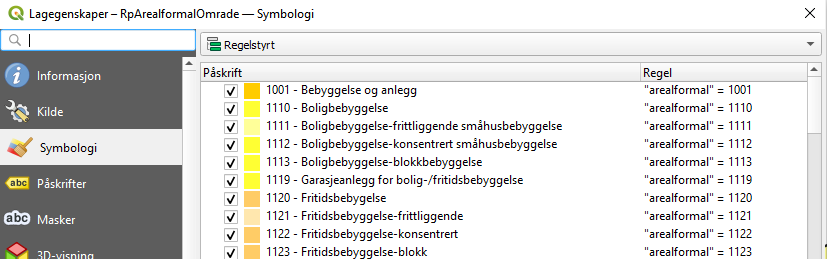 Lagegenskaper – RpArealformalOmrade — Symbologi
Regelstyrt
Informasjon
Kilde
Symbologi
abc Påskrifter
abc Masker
3D-visning
Påskrift Regel
1001 - Bebyggelse og anlegg "arealformal" = 1001
1110 - Boligbebyggelse "arealformal" = 1110
1111 - Boligbebyggelse-frittliggende småhusbebyggelse "arealformal" = 1111
1112 - Boligbebyggelse-konsentrert småhusbebyggelse "arealformal" = 1112
1113 - Boligbebyggelse-blokkbebyggelse "arealformal" = 1113
1119 - Garasjeanlegg for bolig-/fritidsbebyggelse "arealformal" = 1119
1120 - Fritidsbebygelse "arealformal" = 1120
1121 - Fritidsbebyggelse-frittliggende "arealformal" = 1121
1122 - Fritidsbebyggelse-konsentrert "arealformal" = 1122
1123 - Fritidsbebyggelse-blokk "arealformal" = 1123